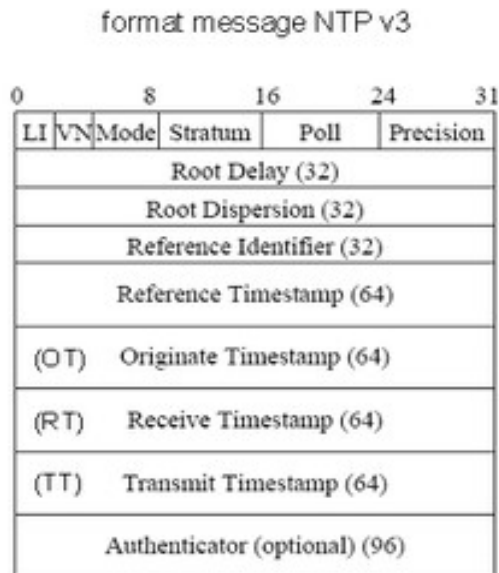 format message NTP v3
0 8 16 24 31
LI VN Mode Stratum Poll Precision
Root Delay (32)
Root Dispersion (32)
Reference Identifier (32)
Reference Timestamp (64)
(OT) Originate Timestamp (64)
(RT) Receive Timestamp (64)
(TT) Transmit Timestamp (64)
Authenticator (optional) (96)